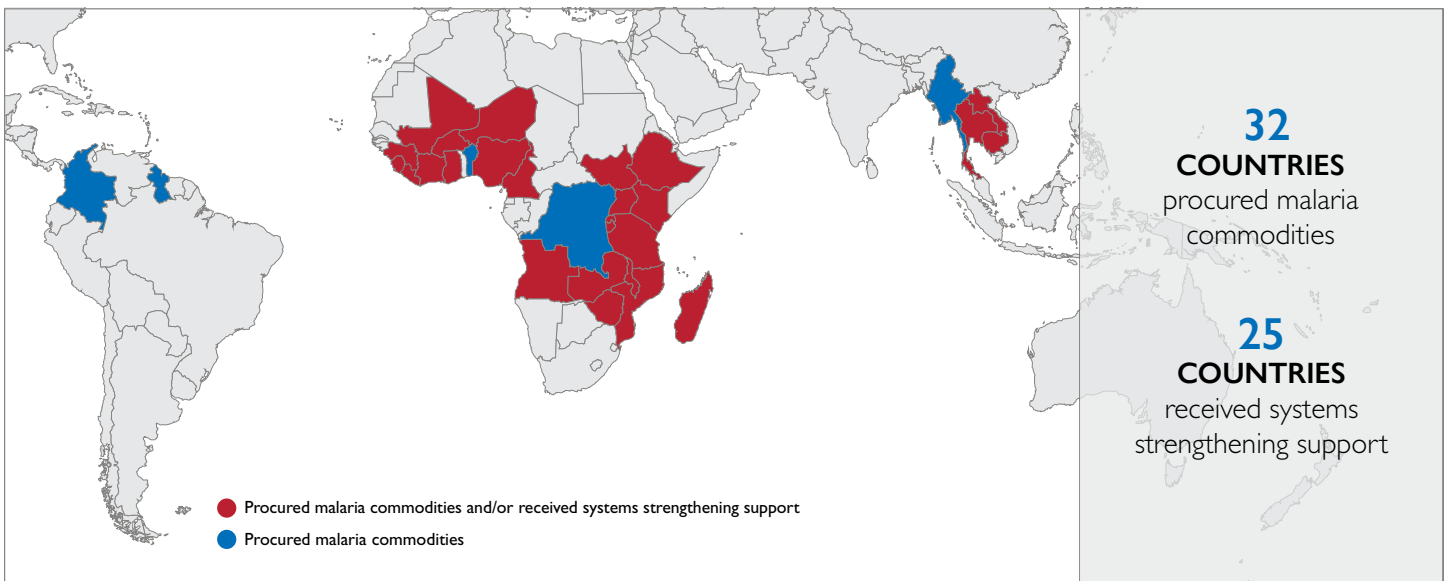 32
COUNTRIES
procured malaria
commodities
25
COUNTRIES
received systems
strengthening support
Procured malaria commodities and/or received systems strengthening support
Procured malaria commodities